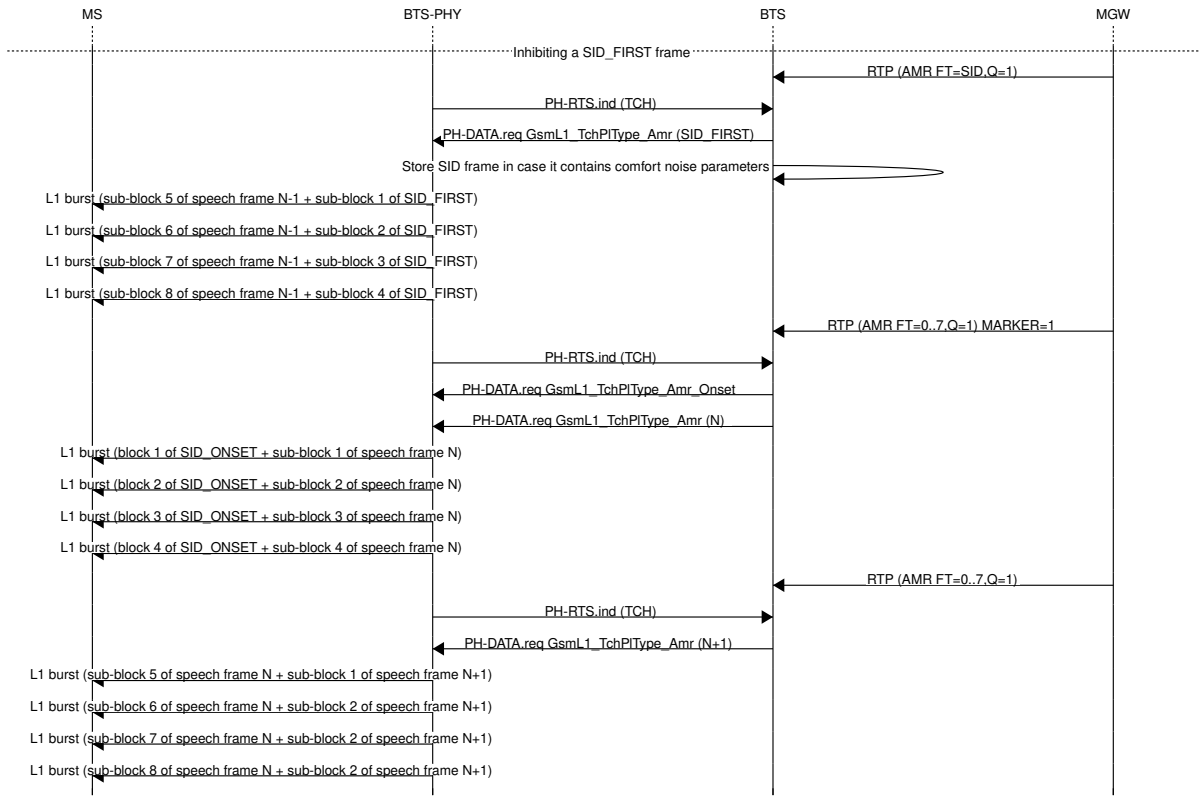 MS BTS-PHY BTS MGW
Inhibiting a SID_FIRST frame
RTP (AMR FT=SID,Q=1)
PH-RTS.ind (TCH)
PH-DATA.req GsmL1_TchPlType_Amr (SID_FIRST)
Store SID frame in case it contains comfort noise parameters
L1 burst (sub-block 5 of speech frame N-1 + sub-block 1 of SID_FIRST)
L1 burst (sub-block 6 of speech frame N-1 + sub-block 2 of SID_FIRST)
L1 burst (sub-block 7 of speech frame N-1 + sub-block 3 of SID_FIRST)
L1 burst (sub-block 8 of speech frame N-1 + sub-block 4 of SID_FIRST)
RTP (AMR FT=0..7,Q=1) MARKER=1
PH-RTS.ind (TCH)
PH-DATA.req GsmL1_TchPlType_Amr_Onset
PH-DATA.req GsmL1_TchPlType_Amr (N)
L1 burst (block 1 of SID_ONSET + sub-block 1 of speech frame N)
L1 burst (block 2 of SID_ONSET + sub-block 2 of speech frame N)
L1 burst (block 3 of SID_ONSET + sub-block 3 of speech frame N)
L1 burst (block 4 of SID_ONSET + sub-block 4 of speech frame N)
RTP (AMR FT=0..7,Q=1)
PH-RTS.ind (TCH)
PH-DATA.req GsmL1_TchPlType_Amr (N+1)
L1 burst (sub-block 5 of speech frame N + sub-block 1 of speech frame N+1)
L1 burst (sub-block 6 of speech frame N + sub-block 2 of speech frame N+1)
L1 burst (sub-block 7 of speech frame N + sub-block 2 of speech frame N+1)
L1 burst (sub-block 8 of speech frame N + sub-block 2 of speech frame N+1)